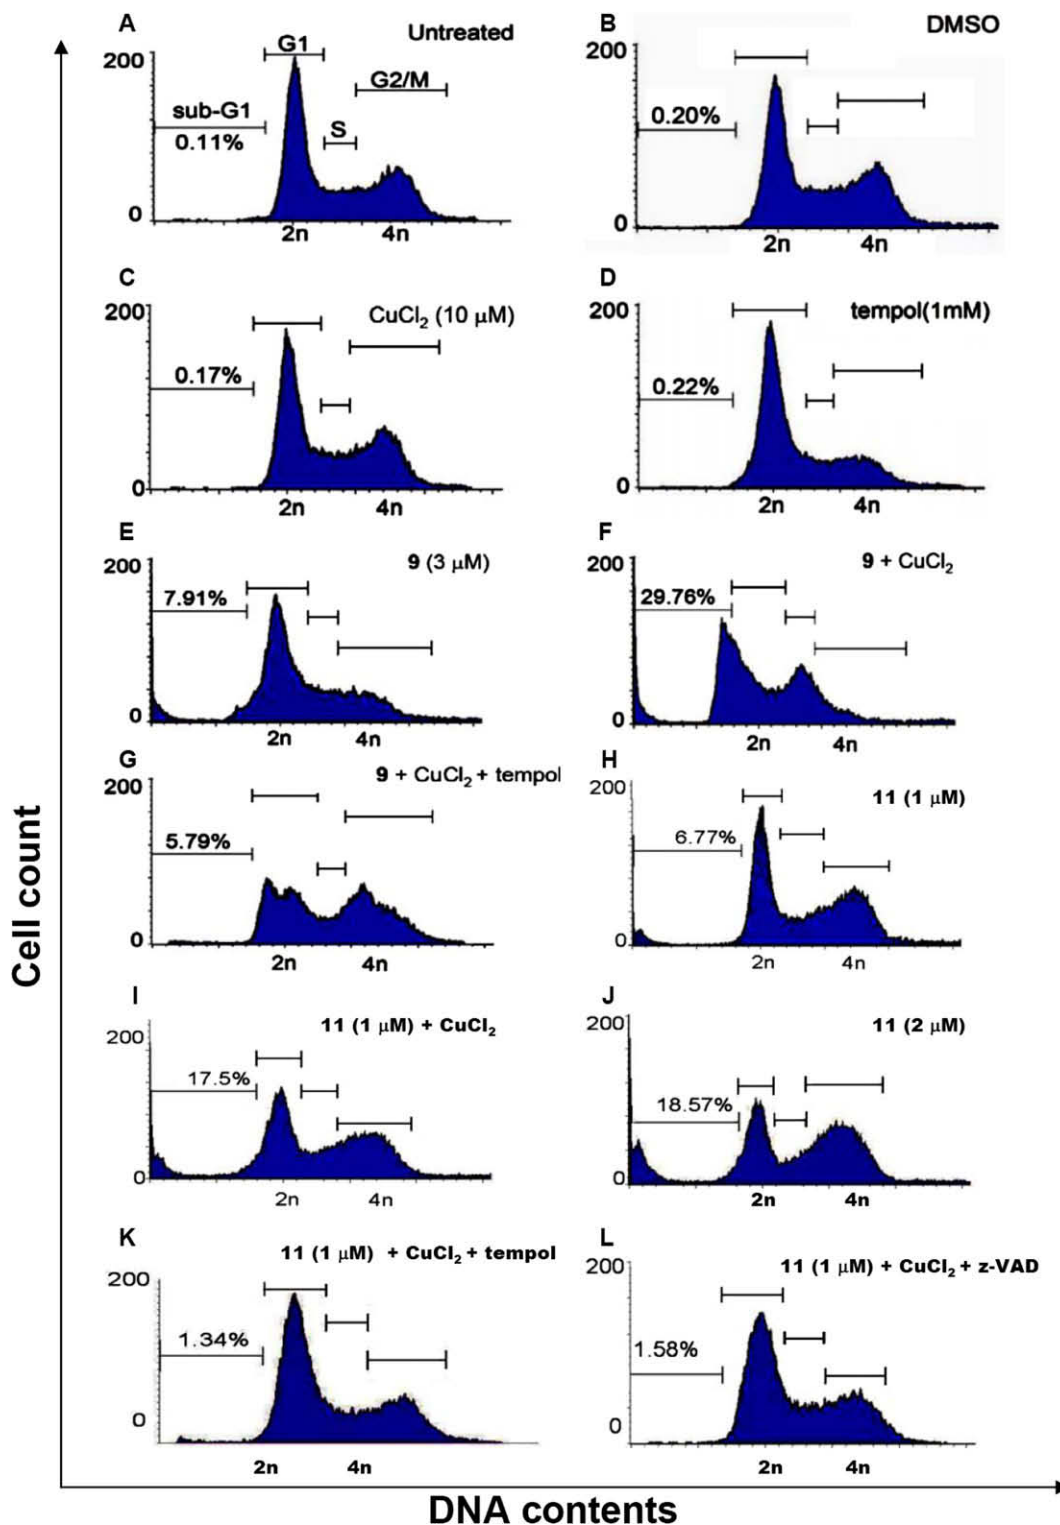 A
Untreated
200
G1
G2/M
sub-G1
S
0.11%
0
2n
4n
B
DMSO
200
0.20%
0
2n
4n
C
CuCl₂ (10 μM)
200
0.17%
0
2n
4n
D
tempol(1mM)
200
0.22%
0
2n
4n
E
9 (3 μM)
200
7.91%
0
2n
4n
F
9 + CuCl₂
200
29.76%
0
2n
4n
G
9 + CuCl₂ + tempol
200
5.79%
0
2n
4n
H
11 (1 μM)
200
6.77%
0
2n
4n
I
11 (1 μM) + CuCl₂
200
17.5%
0
2n
4n
J
11 (2 μM)
200
18.57%
0
2n
4n
K
11 (1 μM) + CuCl₂ + tempol
200
1.34%
0
2n
4n
L
11 (1 μM) + CuCl₂ + z-VAD
200
1.58%
0
2n
4n
Cell count
DNA contents